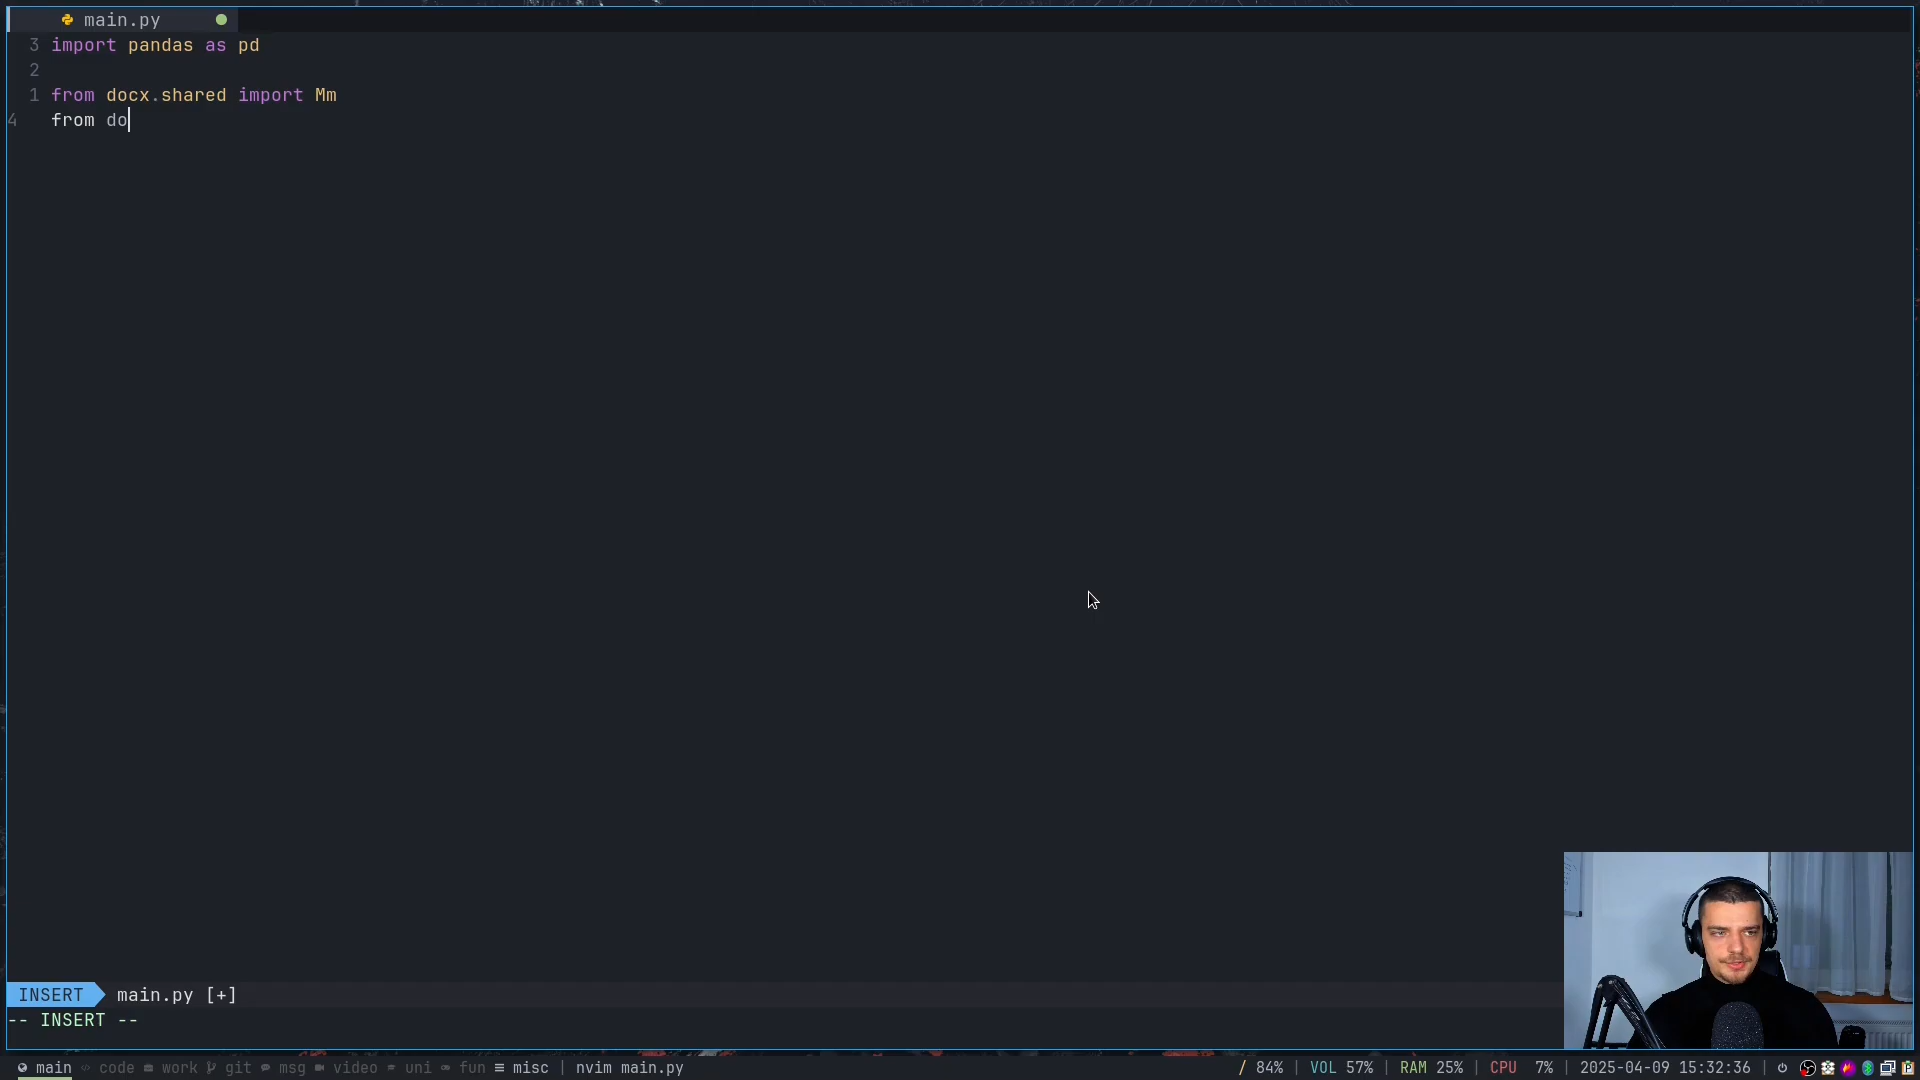 main.py
3 import pandas as pd
2
1 from docx.shared import Mm
4 from do
INSERT main.py [+]
-- INSERT --
main code work git msg video uni fun misc | nvim main.py / 84% | VOL 57% | RAM 25% | CPU 7% | 2025-04-09 15:32:36 |